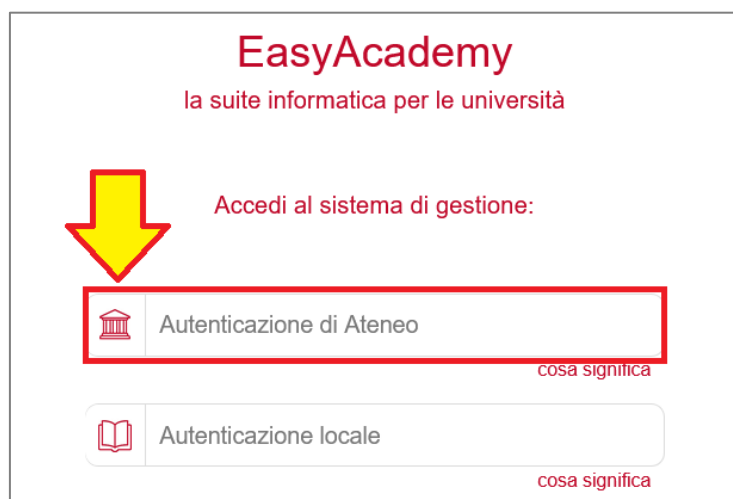 EasyAcademy
la suite informatica per le università
Accedi al sistema di gestione:
Autenticazione di Ateneo
cosa significa
Autenticazione locale
cosa significa